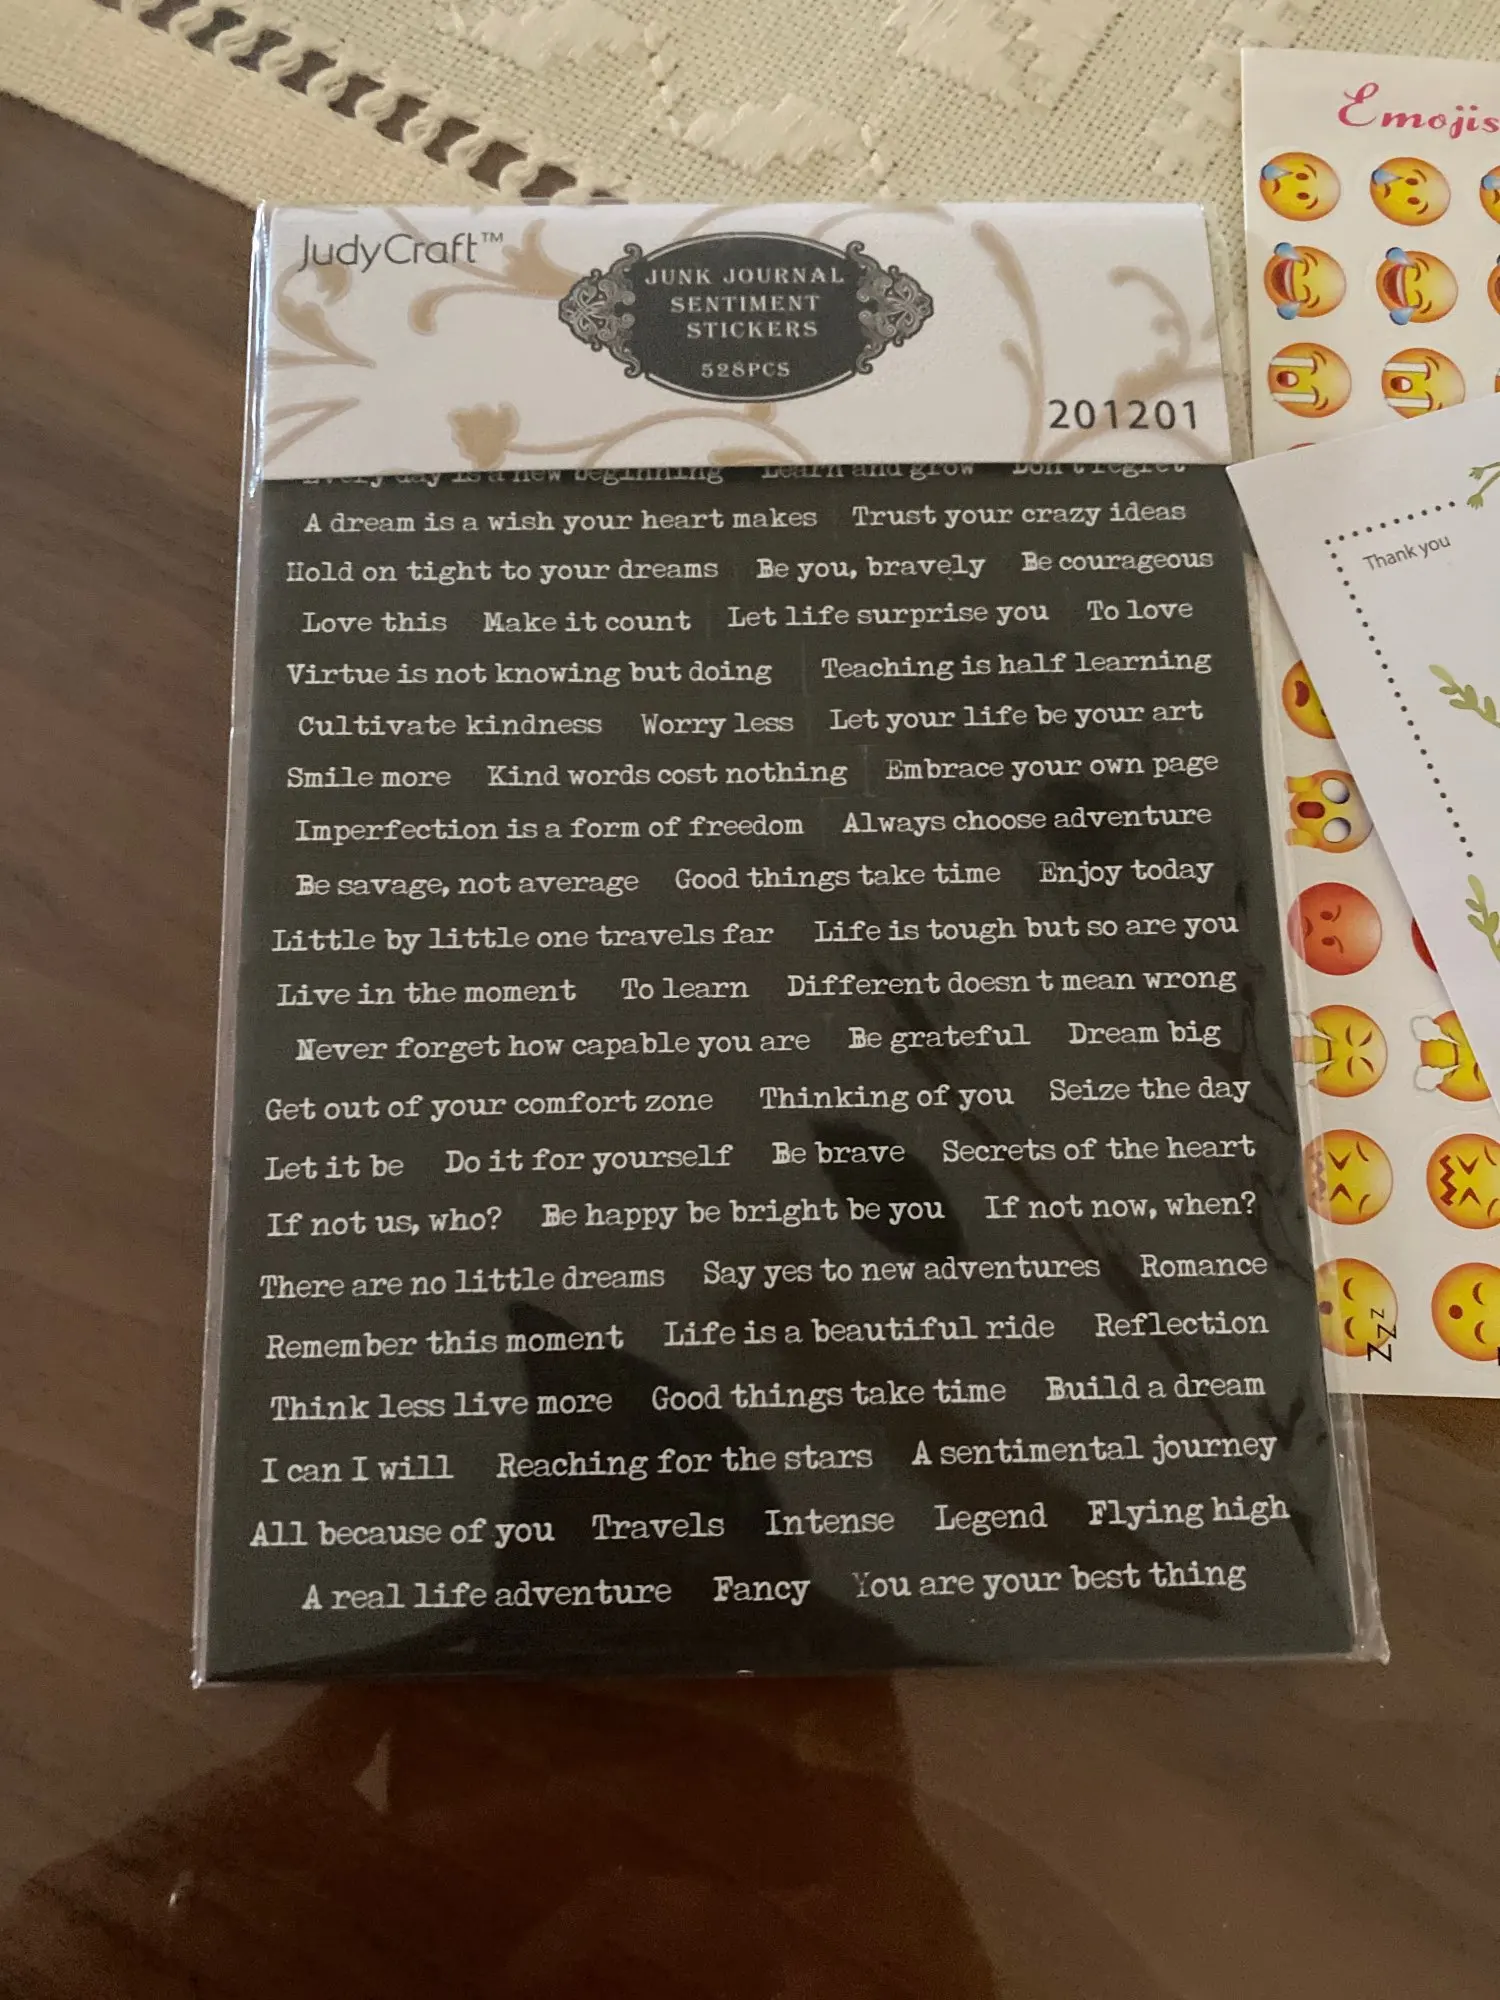 JudyCraft™
JUNK JOURNAL
SENTIMENT
STICKERS
528PCS
201201
Every day is a new beginning Learn and grow Don't regret
A dream is a wish your heart makes Trust your crazy ideas
Hold on tight to your dreams Be you, bravely Be courageous
Love this Make it count Let life surprise you To love
Virtue is not knowing but doing Teaching is half learning
Cultivate kindness Worry less Let your life be your art
Smile more Kind words cost nothing Embrace your own page
Imperfection is a form of freedom Always choose adventure
Be savage, not average Good things take time Enjoy today
Little by little one travels far Life is tough but so are you
Live in the moment To learn Different doesn t mean wrong
Never forget how capable you are Be grateful Dream big
Get out of your comfort zone Thinking of you Seize the day
Let it be Do it for yourself Be brave Secrets of the heart
If not us, who? Be happy be bright be you If not now, when?
There are no little dreams Say yes to new adventures Romance
Remember this moment Life is a beautiful ride Reflection
Think less live more Good things take time Build a dream
I can I will Reaching for the stars A sentimental journey
All because of you Travels Intense Legend Flying high
A real life adventure Fancy You are your best thing
Emojis
Thank you
Zzz